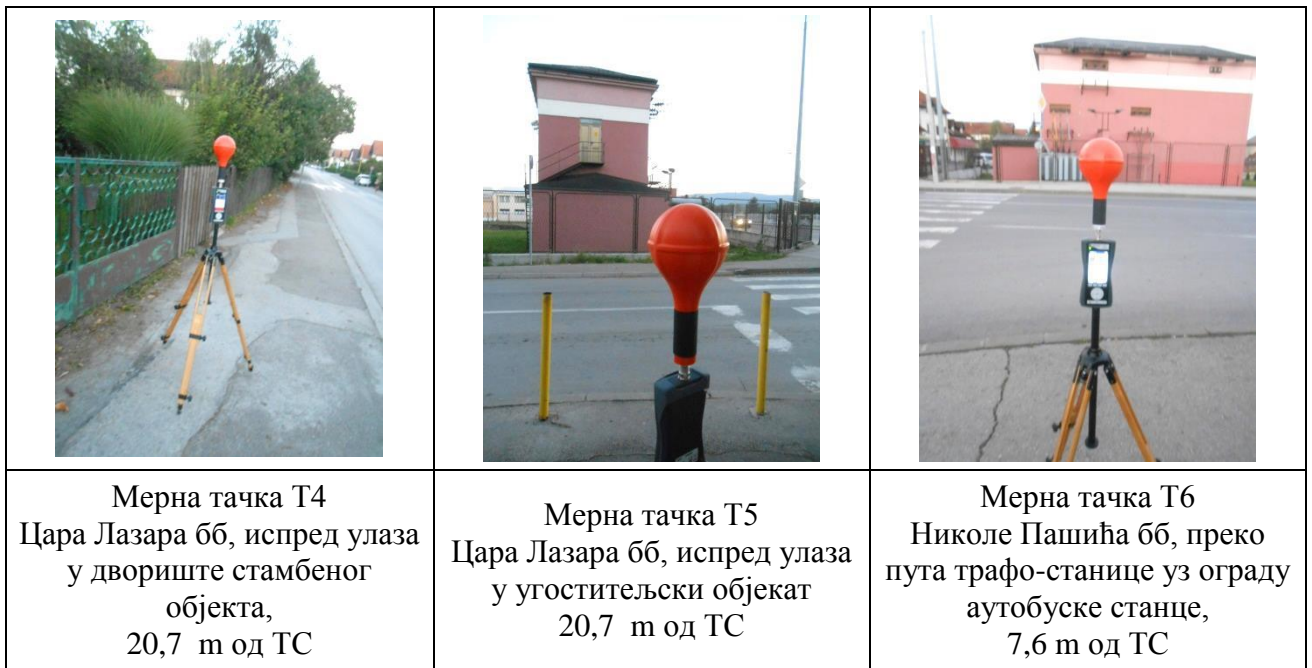 Мерна тачка Т4
Цара Лазара бб, испред улаза
у двориште стамбеног
објекта,
20,7 m од ТС
Мерна тачка Т5
Цара Лазара бб, испред улаза
у угоститељски објекат
20,7 m од ТС
Мерна тачка Т6
Николе Пашића бб, преко
пута трафо-станице уз ограду
аутобуске станце,
7,6 m од ТС